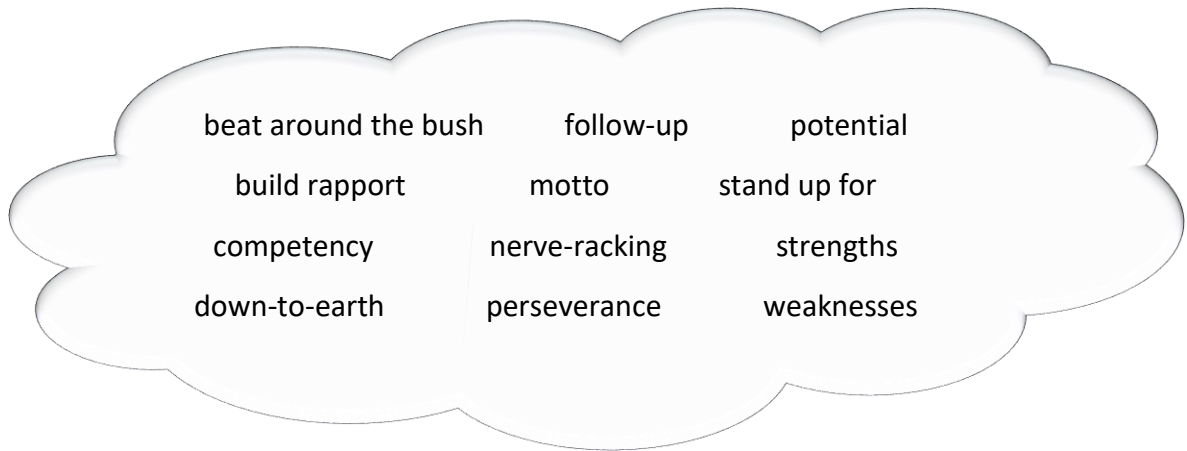 beat around the bush follow-up potential
build rapport motto stand up for
competency nerve-racking strengths
down-to-earth perseverance weaknesses